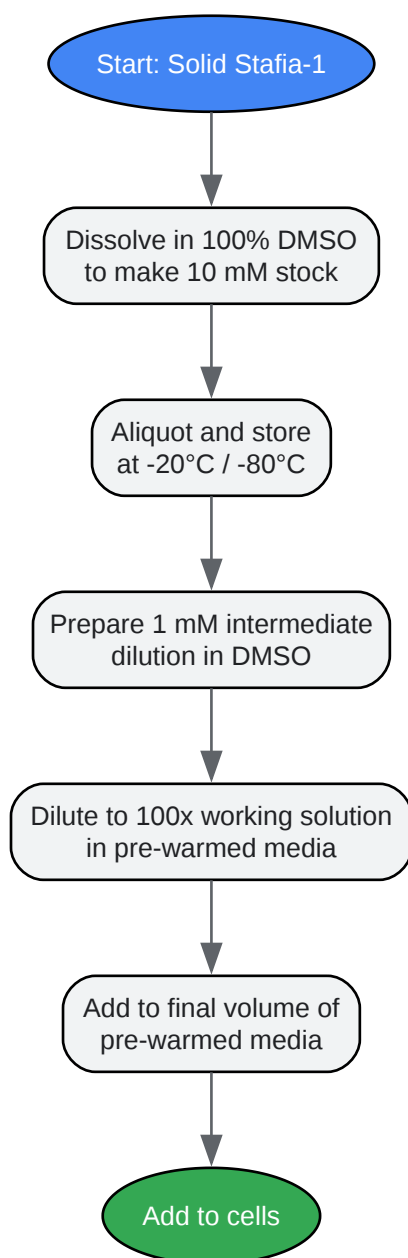 Start: Solid Stafia-1
Dissolve in 100% DMSO
to make 10 mM stock
Aliquot and store
at -20°C / -80°C
Prepare 1 mM intermediate
dilution in DMSO
Dilute to 100x working solution
in pre-warmed media
Add to final volume of
pre-warmed media
Add to cells